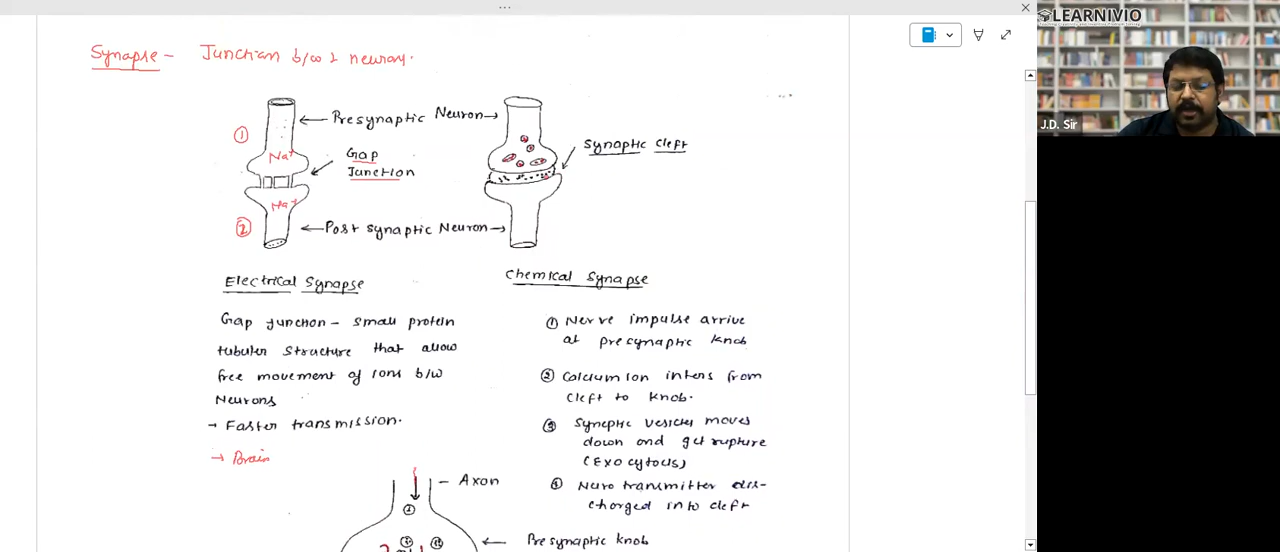 LEARNIVIO
J.D. Sir
Synapse – Junction b/w 2 neurons.
①
Presynaptic Neuron
Na+
Gap
Junction
Synaptic Cleft
Na+
②
Post synaptic Neuron
Electrical Synapse
Gap Junction – small protein
tubular structure that allow
free movement of Ions b/w
Neurons
→ Faster transmission.
→ Brain
Chemical Synapse
① Nerve impulse arrive
at presynaptic knob
② Calcium ion inters from
cleft to knob.
③ Synaptic vesicles moves
down and get rupture
(Exocytosis)
④ Nuro transmitter dis-
charged into cleft
Axon
①
Presynaptic knob